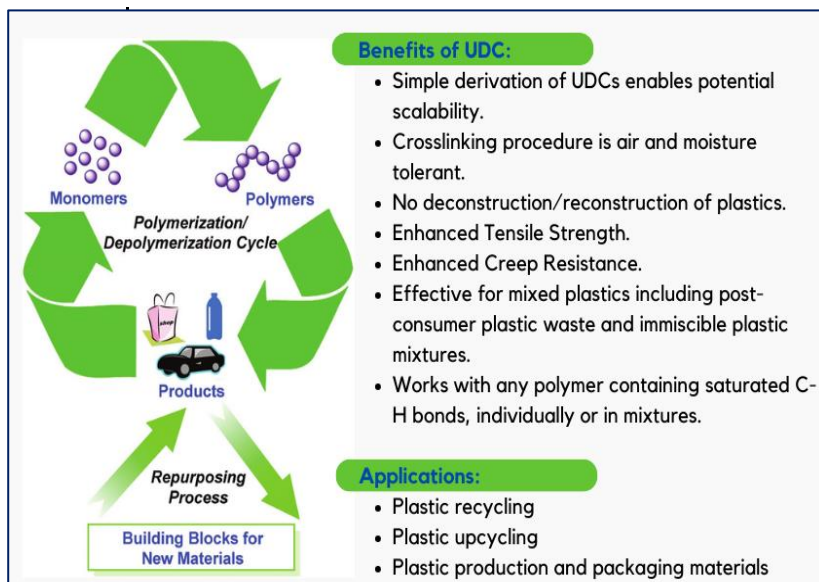 Monomers
Polymers
Polymerization/
Depolymerization Cycle
shop
Products
Repurposing
Process
Building Blocks for
New Materials
Benefits of UDC:
• Simple derivation of UDCs enables potential
scalability.
• Crosslinking procedure is air and moisture
tolerant.
• No deconstruction/reconstruction of plastics.
• Enhanced Tensile Strength.
• Enhanced Creep Resistance.
• Effective for mixed plastics including post-
consumer plastic waste and immiscible plastic
mixtures.
• Works with any polymer containing saturated C-
H bonds, individually or in mixtures.
Applications:
• Plastic recycling
• Plastic upcycling
• Plastic production and packaging materials